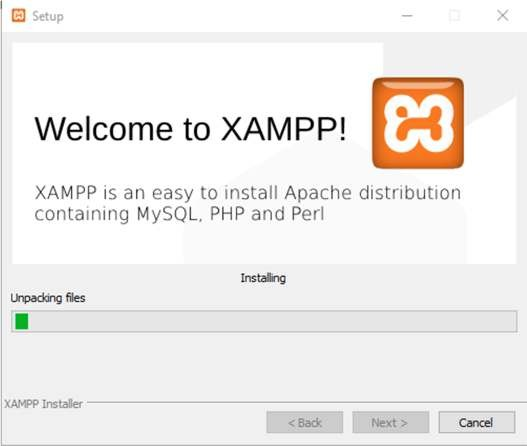 Setup
Welcome to XAMPP!
XAMPP is an easy to install Apache distribution
containing MySQL, PHP and Perl
Installing
Unpacking files
XAMPP Installer
< Back
Next >
Cancel